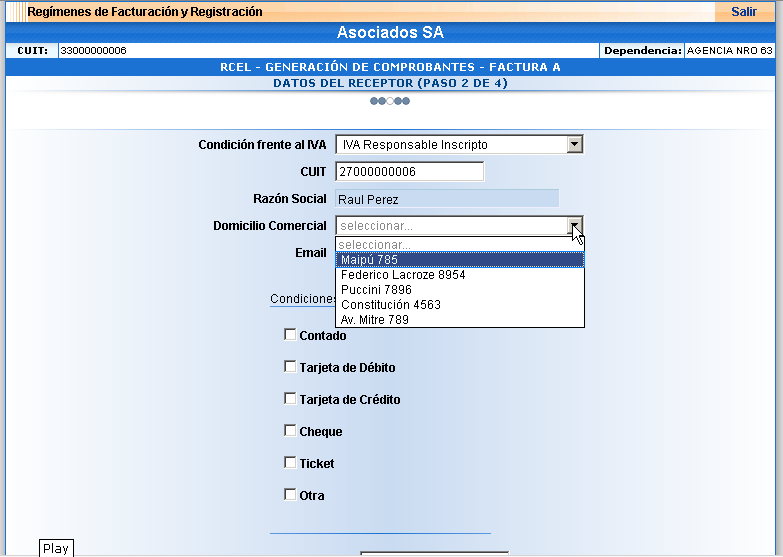 Regímenes de Facturación y Registración Salir
Asociados SA
CUIT: 33000000006 Dependencia: AGENCIA NRO 63
RCEL - GENERACIÓN DE COMPROBANTES - FACTURA A
DATOS DEL RECEPTOR (PASO 2 DE 4)
Condición frente al IVA IVA Responsable Inscripto
CUIT 27000000006
Razón Social Raul Perez
Domicilio Comercial seleccionar...
seleccionar...
Email Maipú 785
Federico Lacroze 8954
Puccini 7896
Condiciones Constitución 4563
Av. Mitre 789
Contado
Tarjeta de Débito
Tarjeta de Crédito
Cheque
Ticket
Otra
Play